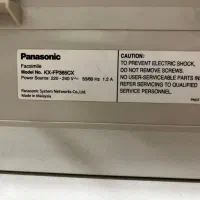 Panasonic
Facsimile
Model No. KX-FP365CX
Power Source: 220 - 240 V ~ 50/60 Hz 1.2 A
Panasonic System Networks Co., Ltd.
Made in Malaysia
CAUTION:
TO PREVENT ELECTRIC SHOCK,
DO NOT REMOVE SCREWS.
NO USER-SERVICEABLE PARTS IN
REFER SERVICING TO QUALIFIED
SERVICE PERSONNEL.